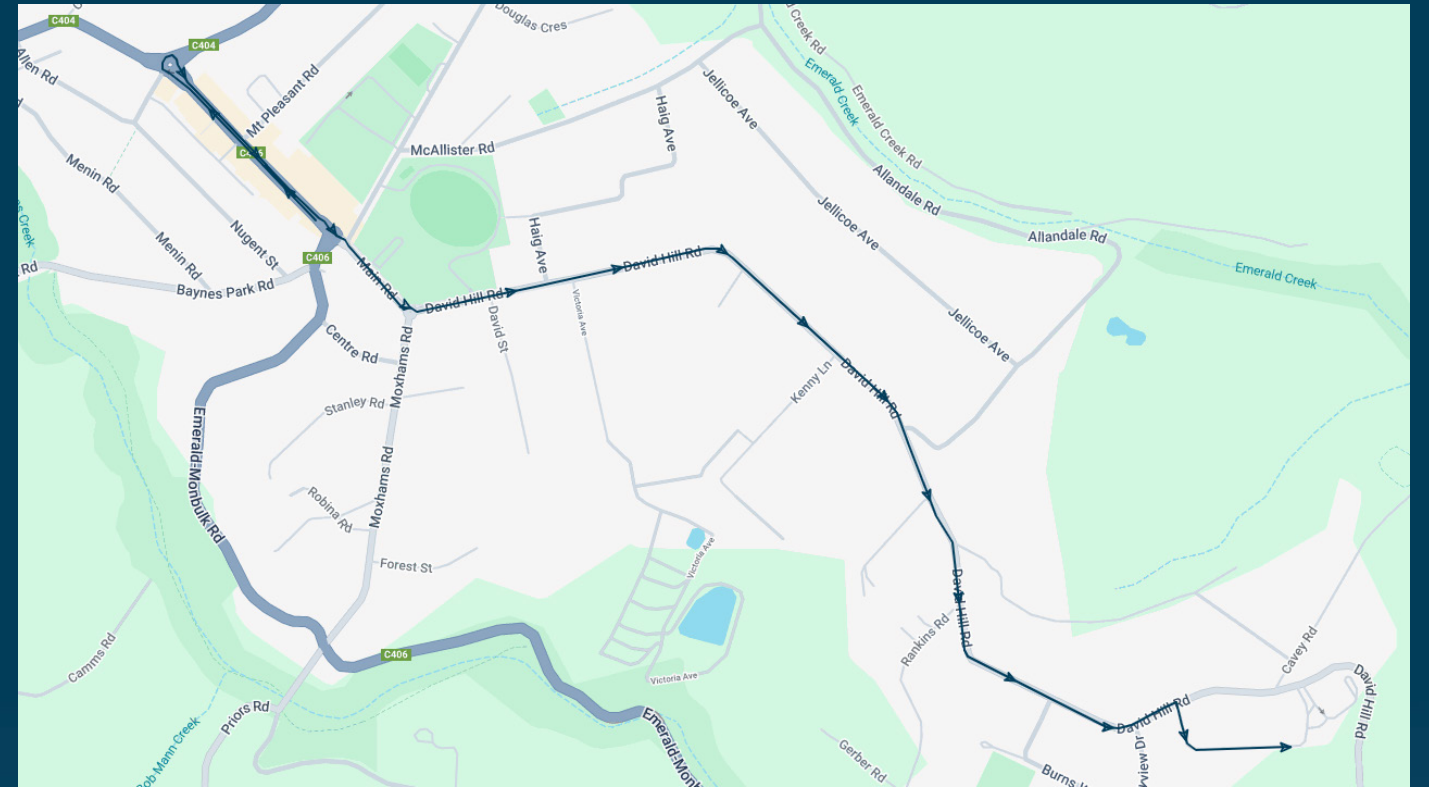 C404
Douglas Cres
C404
Emerald Creek
Allen Rd
Mt Pleasant Rd
Jellicoe Ave
Emerald Creek Rd
Haig Ave
McAllister Rd
Menin Rd
Allandale Rd
Jellicoe Ave
Nugent St
Menin Rd
Haig Ave
Allandale Rd
C406
Main Rd
David Hill Rd
Emerald Creek
Baynes Park Rd
David Hill Rd
Victoria Ave
David St
Jellicoe Ave
Centre Rd
Moxhams Rd
Kenny Ln
David Hill Rd
Stanley Rd
Emerald-Monbulk Rd
Moxhams Rd
Robina Rd
Forest St
Victoria Ave
David Hill Rd
Rankins Rd
Camms Rd
C406
Cavey Rd
Victoria Ave
David Hill Rd
David Hill Rd
Priors Rd
Gerber Rd
Burns